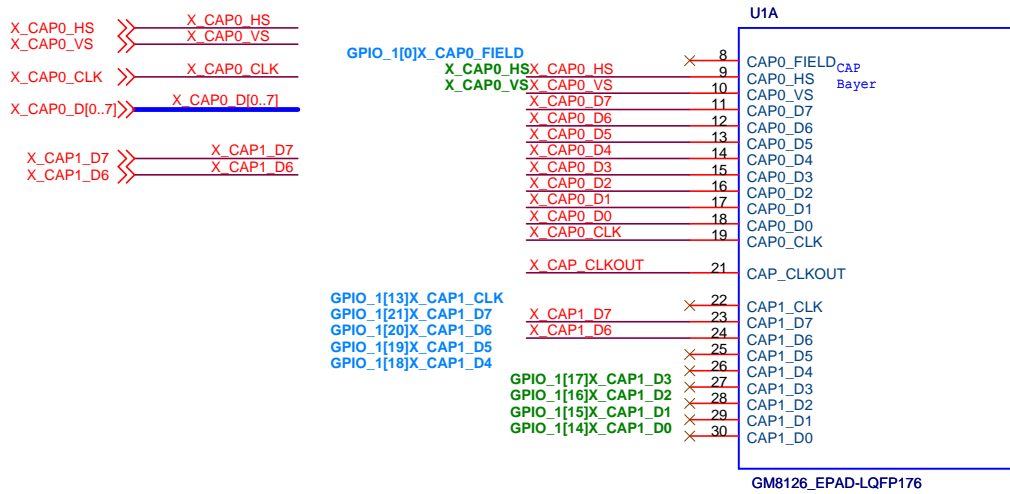 X_CAP0_HS
X_CAP0_VS
X_CAP0_CLK
X_CAP0_D[0..7]
X_CAP1_D7
X_CAP1_D6
X_CAP0_HS
X_CAP0_VS
X_CAP0_CLK
X_CAP0_D[0..7]
X_CAP1_D7
X_CAP1_D6
U1A
GPIO_1[0]X_CAP0_FIELD 8 CAP0_FIELD CAP
X_CAP0_HS X_CAP0_HS 9 CAP0_HS Bayer
X_CAP0_VS X_CAP0_VS 10 CAP0_VS
X_CAP0_D7 11 CAP0_D7
X_CAP0_D6 12 CAP0_D6
X_CAP0_D5 13 CAP0_D5
X_CAP0_D4 14 CAP0_D4
X_CAP0_D3 15 CAP0_D3
X_CAP0_D2 16 CAP0_D2
X_CAP0_D1 17 CAP0_D1
X_CAP0_D0 18 CAP0_D0
X_CAP0_CLK 19 CAP0_CLK
X_CAP_CLKOUT 21 CAP_CLKOUT
GPIO_1[13]X_CAP1_CLK 22 CAP1_CLK
GPIO_1[21]X_CAP1_D7 X_CAP1_D7 23 CAP1_D7
GPIO_1[20]X_CAP1_D6 X_CAP1_D6 24 CAP1_D6
GPIO_1[19]X_CAP1_D5 25 CAP1_D5
GPIO_1[18]X_CAP1_D4 26 CAP1_D4
GPIO_1[17]X_CAP1_D3 27 CAP1_D3
GPIO_1[16]X_CAP1_D2 28 CAP1_D2
GPIO_1[15]X_CAP1_D1 29 CAP1_D1
GPIO_1[14]X_CAP1_D0 30 CAP1_D0
GM8126_EPAD-LQFP176